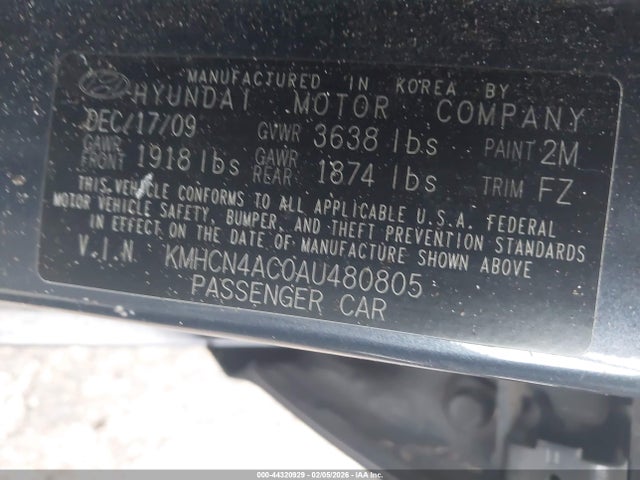 MANUFACTURED IN KOREA BY
HYUNDAI MOTOR COMPANY
DEC/17/09 GVWR 3638 lbs PAINT 2M
GAWR FRONT 1918 lbs GAWR REAR 1874 lbs TRIM FZ
THIS VEHICLE CONFORMS TO ALL APPLICABLE U.S.A. FEDERAL
MOTOR VEHICLE SAFETY, BUMPER, AND THEFT PREVENTION STANDARDS
IN EFFECT ON THE DATE OF MANUFACTURE SHOWN ABOVE.
V.I.N KMHCN4AC0AU480805
PASSENGER CAR
000-44320929 - 02/05/2026 - IAAI.COM